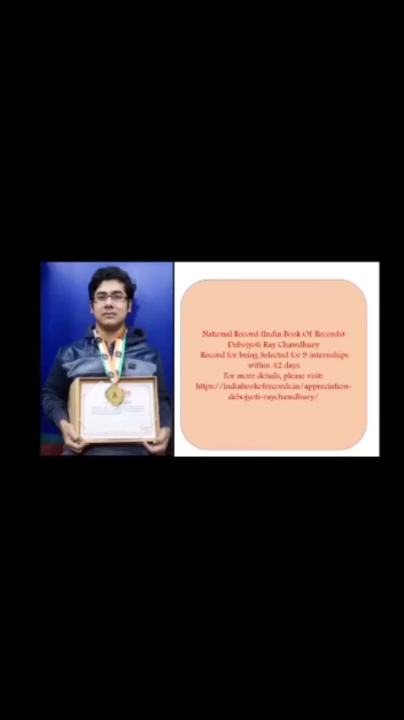 National Record (India Book Of Records)
Debojyoti Ray Chawdhury
Record for being Selected for 9 internships
within 42 days
For more details, please visit:
https://indiabookofrecords.in/appreciation-
debojyoti-raychawdhury/